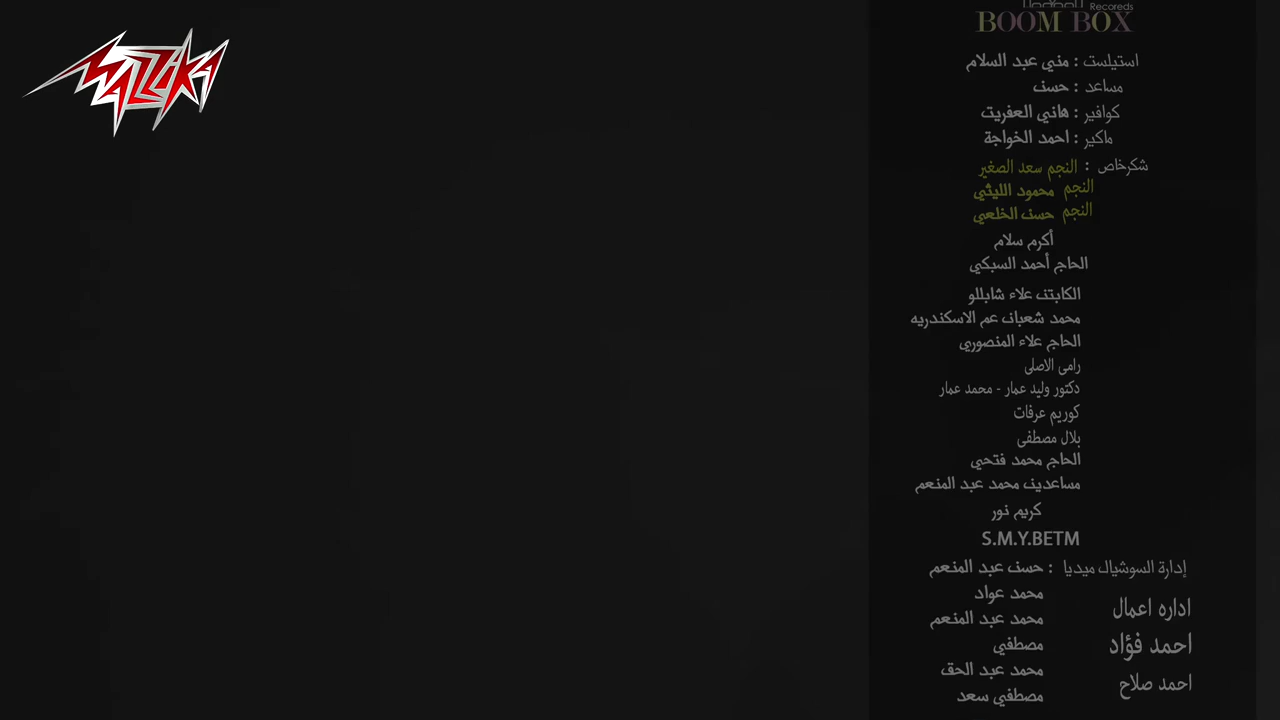 MAZZIKA
Recoreds
BOOM BOX
استيلست : مني عبد السلام
مساعد : حسن
كوافير : هاني العفريت
ماكير : احمد الخواجة
شكرخاص : النجم سعد الصغير
النجم محمود الليثي
النجم حسن الخلعي
أكرم سلام
الحاج أحمد السبكي
الكابتن علاء شابللو
محمد شعبان عم الاسكندريه
الحاج علاء المنصوري
رامى الاصلى
دكتور وليد عمار - محمد عمار
كوريم عرفات
بلال مصطفى
الحاج محمد فتحي
مساعدين محمد عبد المنعم
كريم نور
S.M.Y.BETM
إدارة السوشيال ميديا : حسن عبد المنعم
محمد عواد
محمد عبد المنعم
مصطفي
محمد عبد الحق
مصطفي سعد
اداره اعمال
احمد فؤاد
احمد صلاح